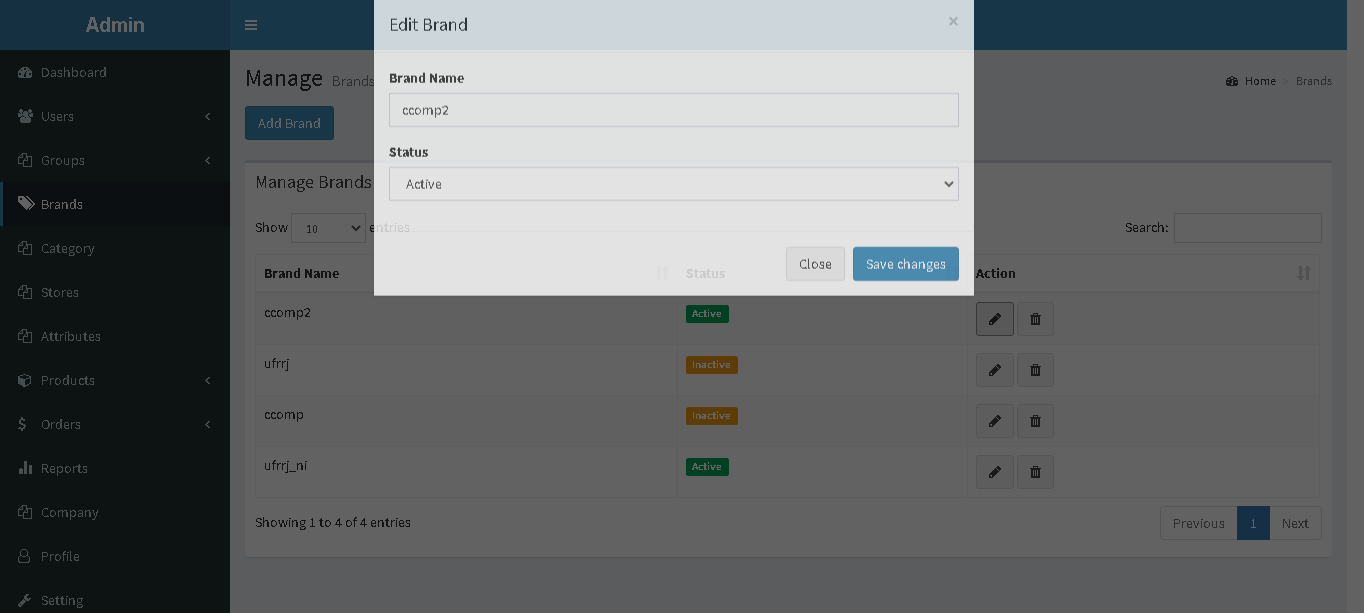 Admin
Edit Brand ×
Dashboard
Manage Brands
Brand Name
Home > Brands
Users
ccomp2
Add Brand
Status
Groups
Active
Manage Brands
Brands
Show 10 entries
Search:
Category
Close Save changes
Brand Name Status Action
Stores
ccomp2 Active
Attributes
ufrrj Inactive
Products
ccomp Inactive
Orders
ufrrj_ni Active
Reports
Company
Showing 1 to 4 of 4 entries
Previous 1 Next
Profile
Setting